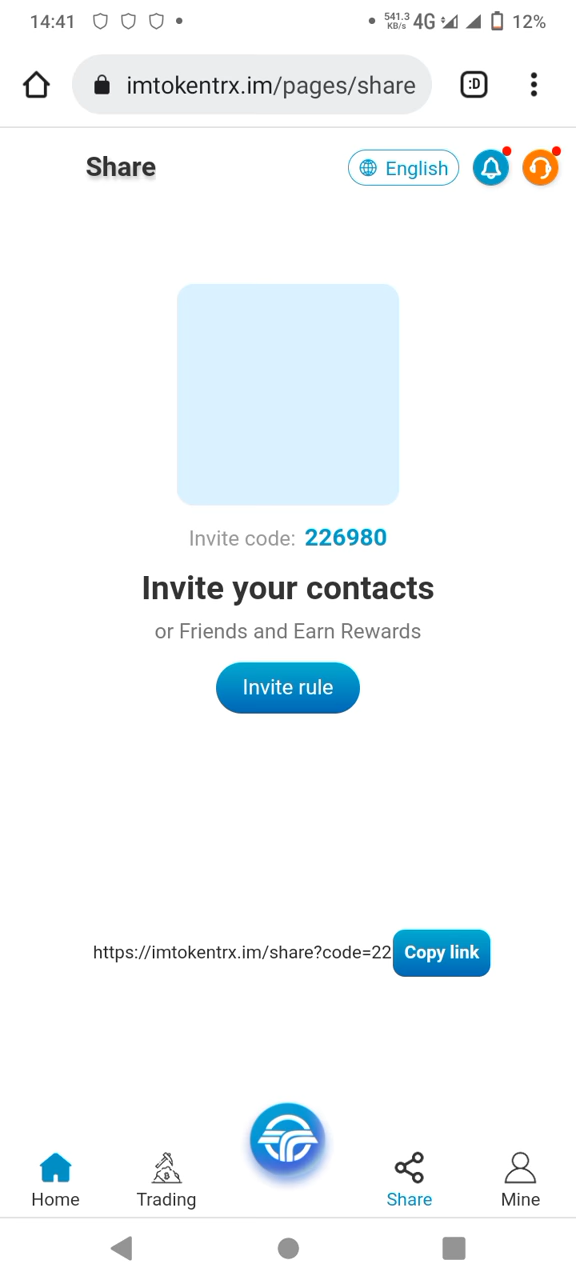 14:41
541.3
KB/s
4G
12%
imtokentrx.im/pages/share
:D
Share
English
Invite code: 226980
Invite your contacts
or Friends and Earn Rewards
Invite rule
https://imtokentrx.im/share?code=22
Copy link
Home
Trading
Share
Mine